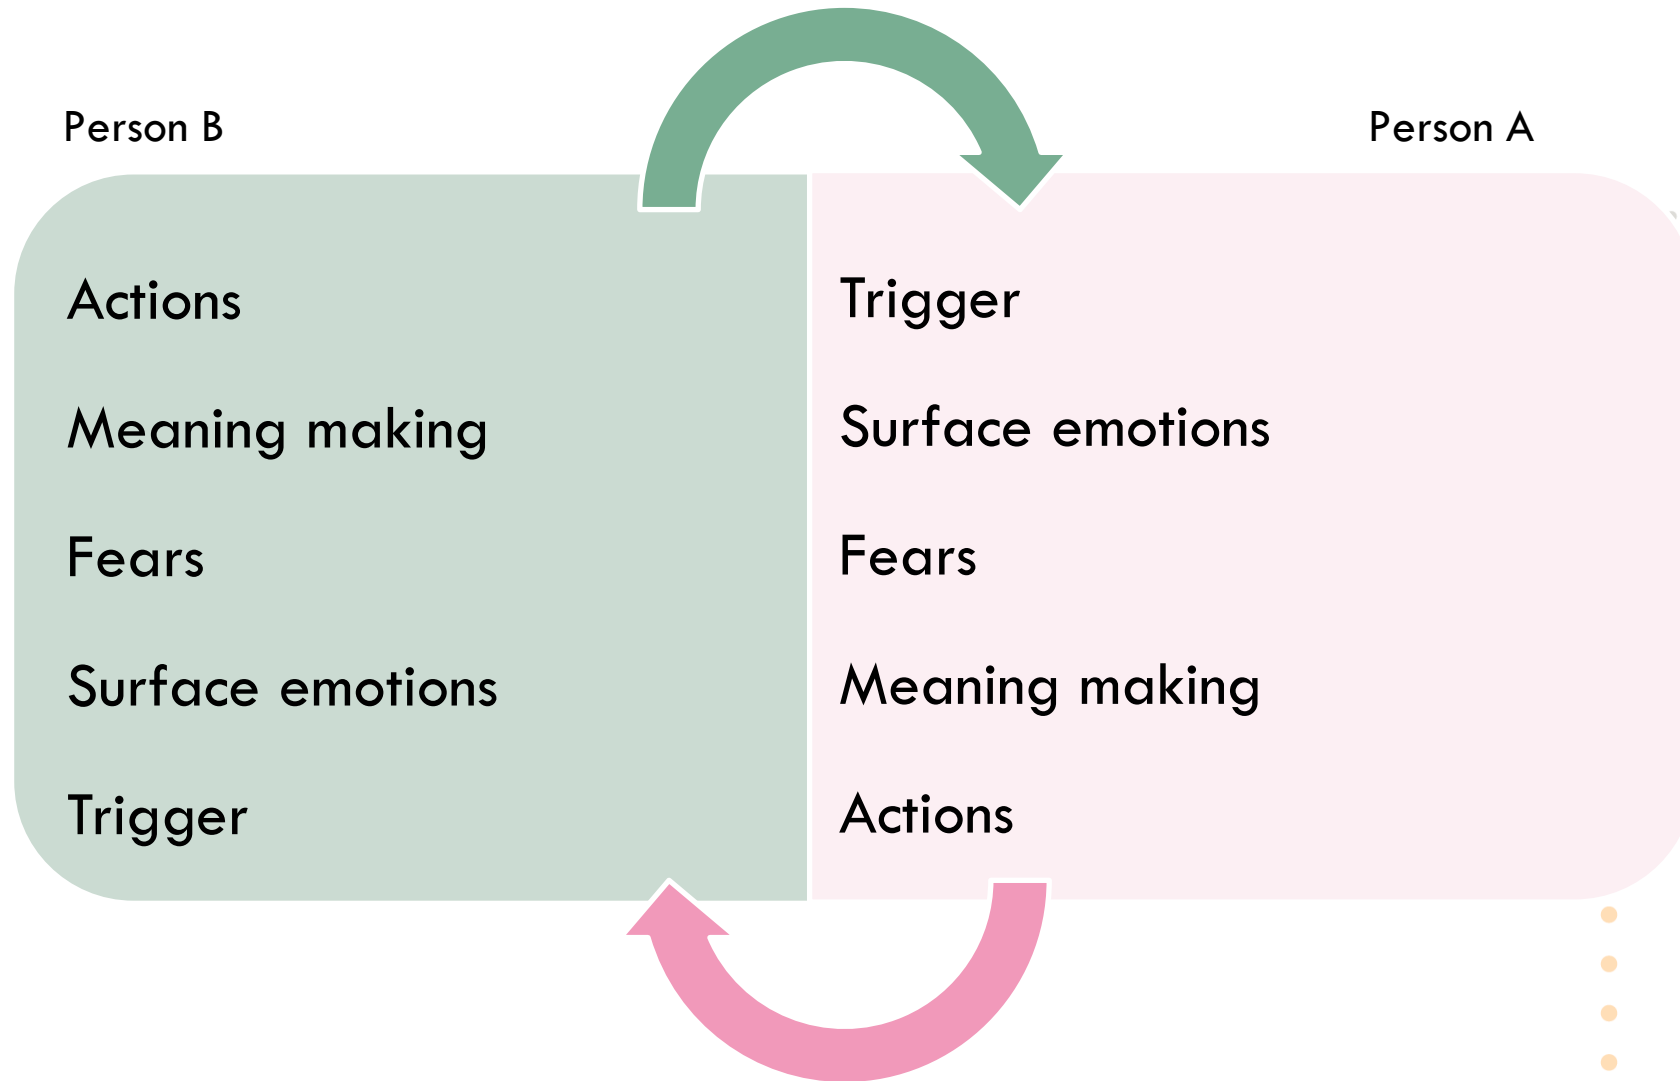 Person B
Person A
Actions
Meaning making
Fears
Surface emotions
Trigger
Trigger
Surface emotions
Fears
Meaning making
Actions